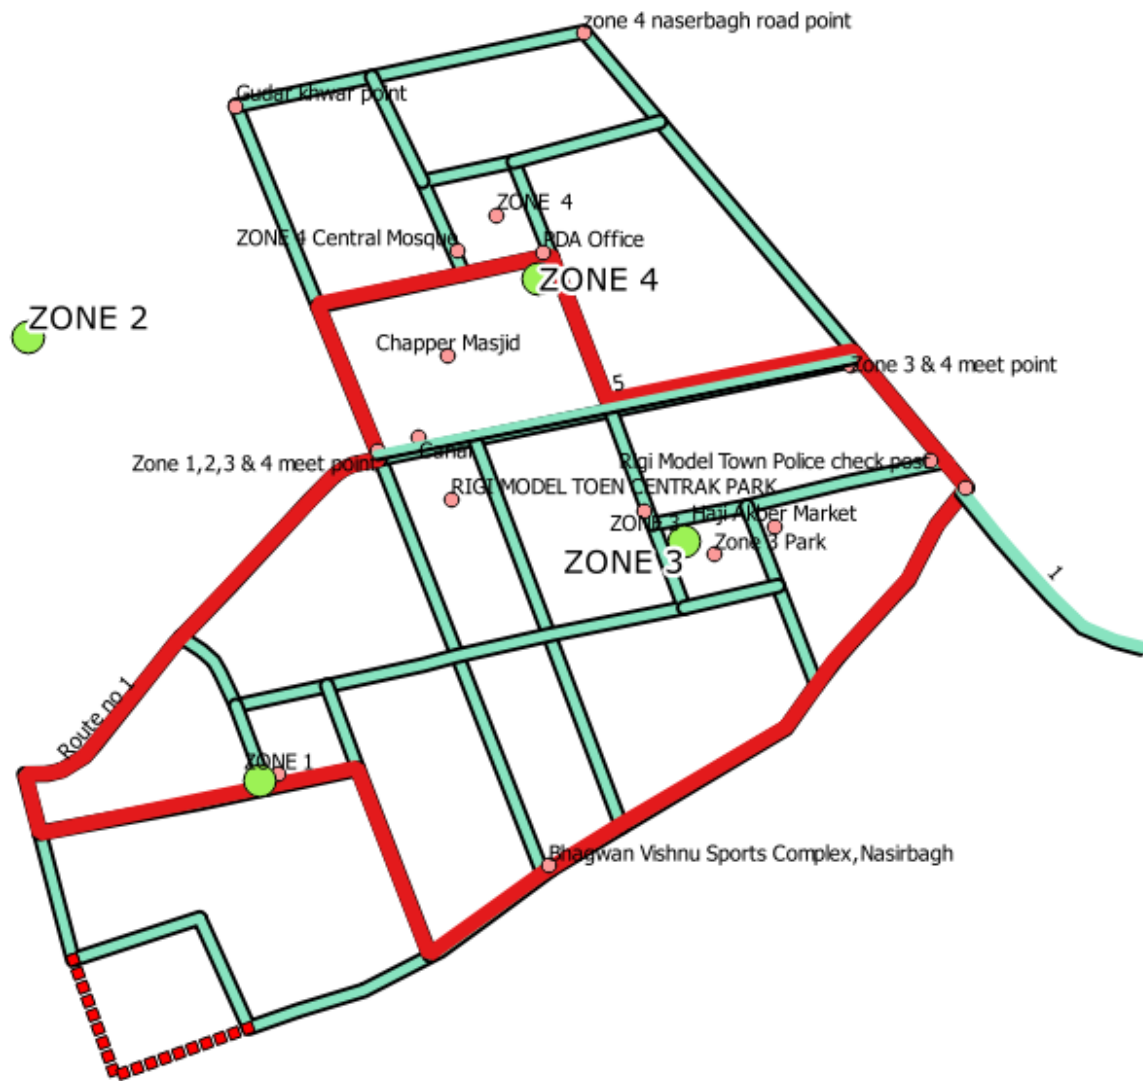 zone 4 naserbagh road point
Gudar khwar point
ZONE 4
ZONE 4 Central Mosque
PDA Office
ZONE 4
ZONE 2
Chapper Masjid
Zone 3 & 4 meet point
5
Canal
Zone 1,2,3 & 4 meet point
Rigi Model Town Police check post
RIGI MODEL TOEN CENTRAK PARK
Haji Akber Market
ZONE 3
Zone 3 Park
ZONE 3
1
Route no 1
ZONE 1
Bhagwan Vishnu Sports Complex,Nasirbagh